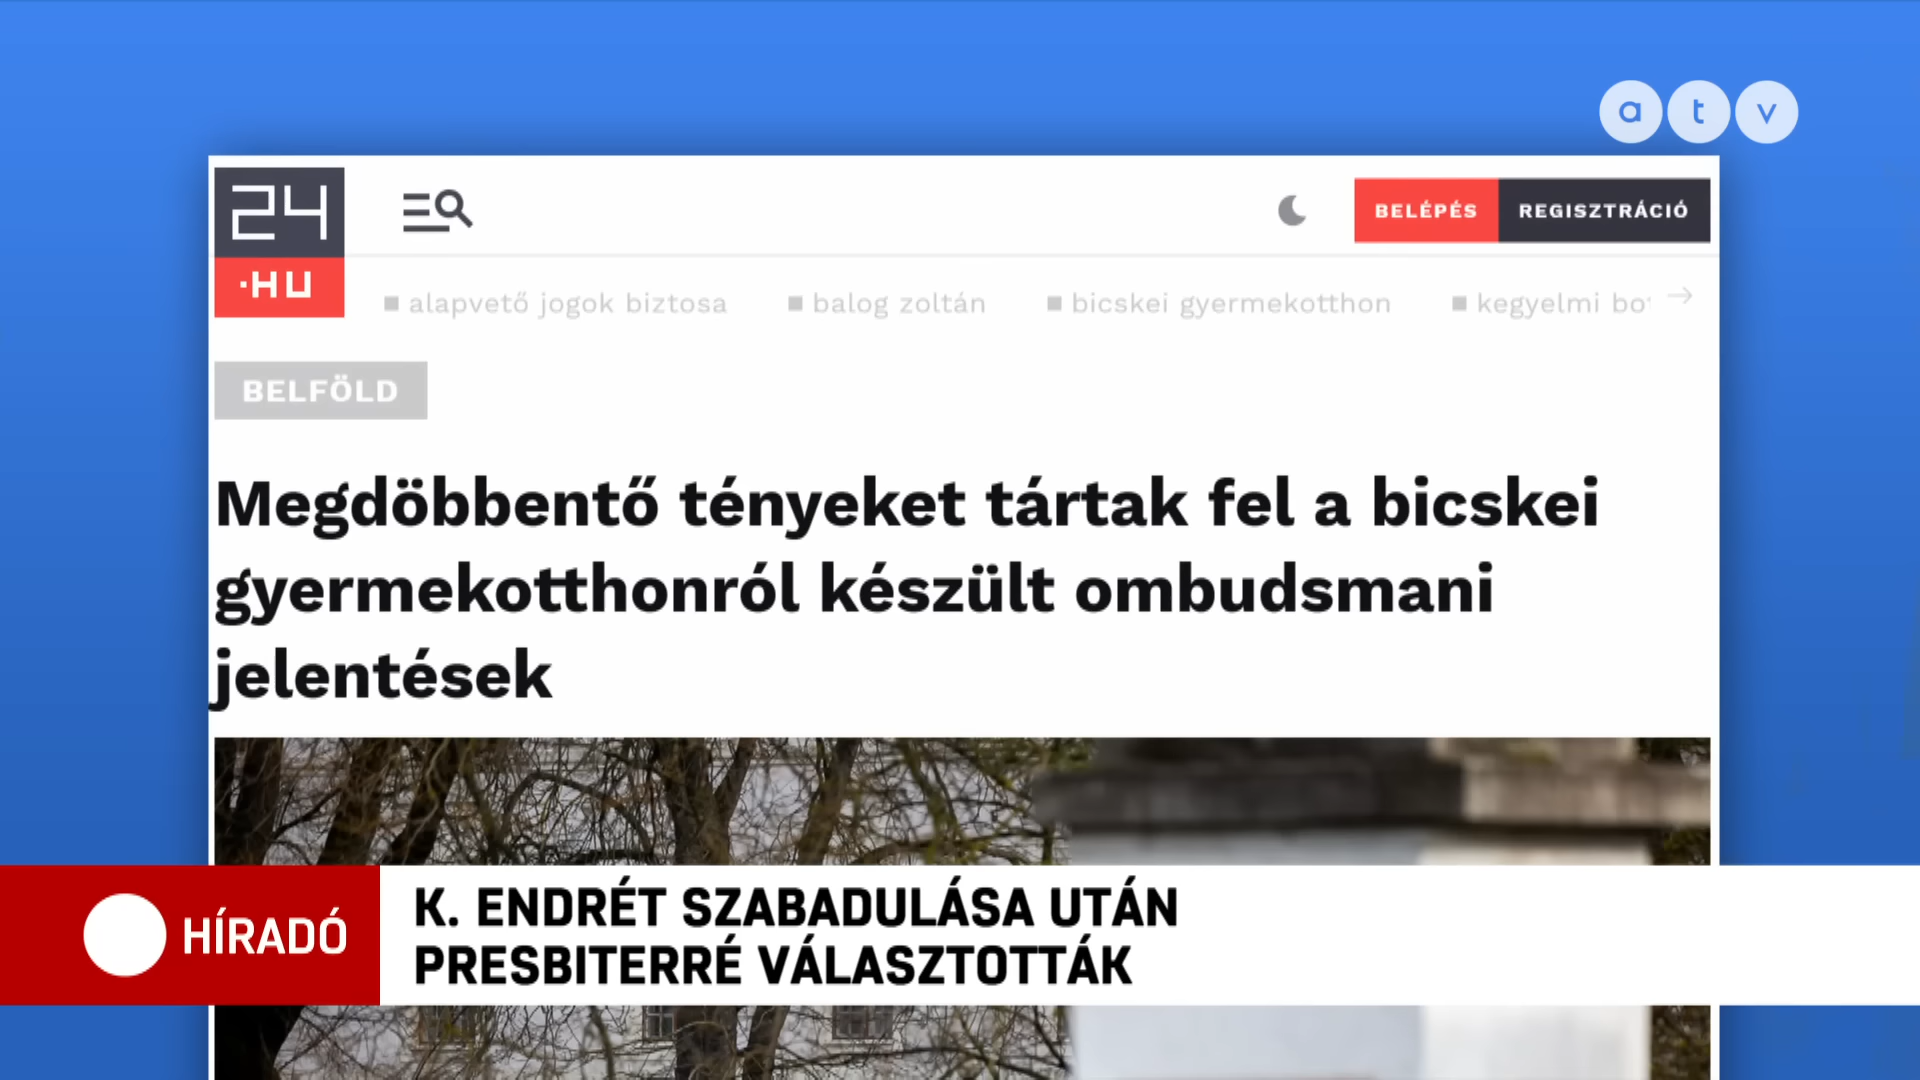 a t v
24
.HU
BELÉPÉS REGISZTRÁCIÓ
alapvető jogok biztosa balog zoltán bicskei gyermekotthon kegyelmi bo
BELFÖLD
Megdöbbentő tényeket tártak fel a bicskei
gyermekotthonról készült ombudsmani
jelentések
HÍRADÓ
K. ENDRÉT SZABADULÁSA UTÁN
PRESBITERRÉ VÁLASZTOTTÁK